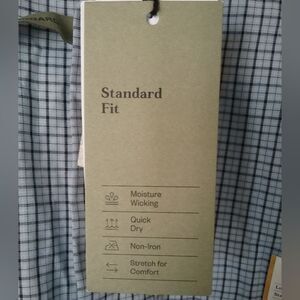 Standard
Fit
Moisture
Wicking
Quick
Dry
Non-Iron
Stretch for
Comfort